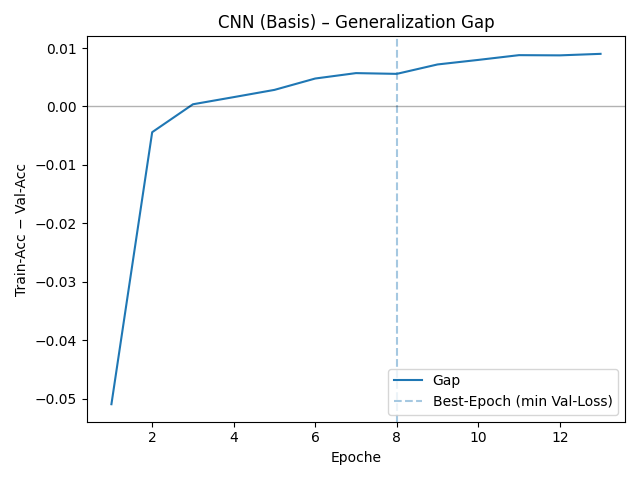 CNN (Basis) – Generalization Gap
0.01
0.00
−0.01
−0.02
−0.03
−0.04
−0.05
Train-Acc − Val-Acc
Gap
Best-Epoch (min Val-Loss)
2 4 6 8 10 12
Epoche